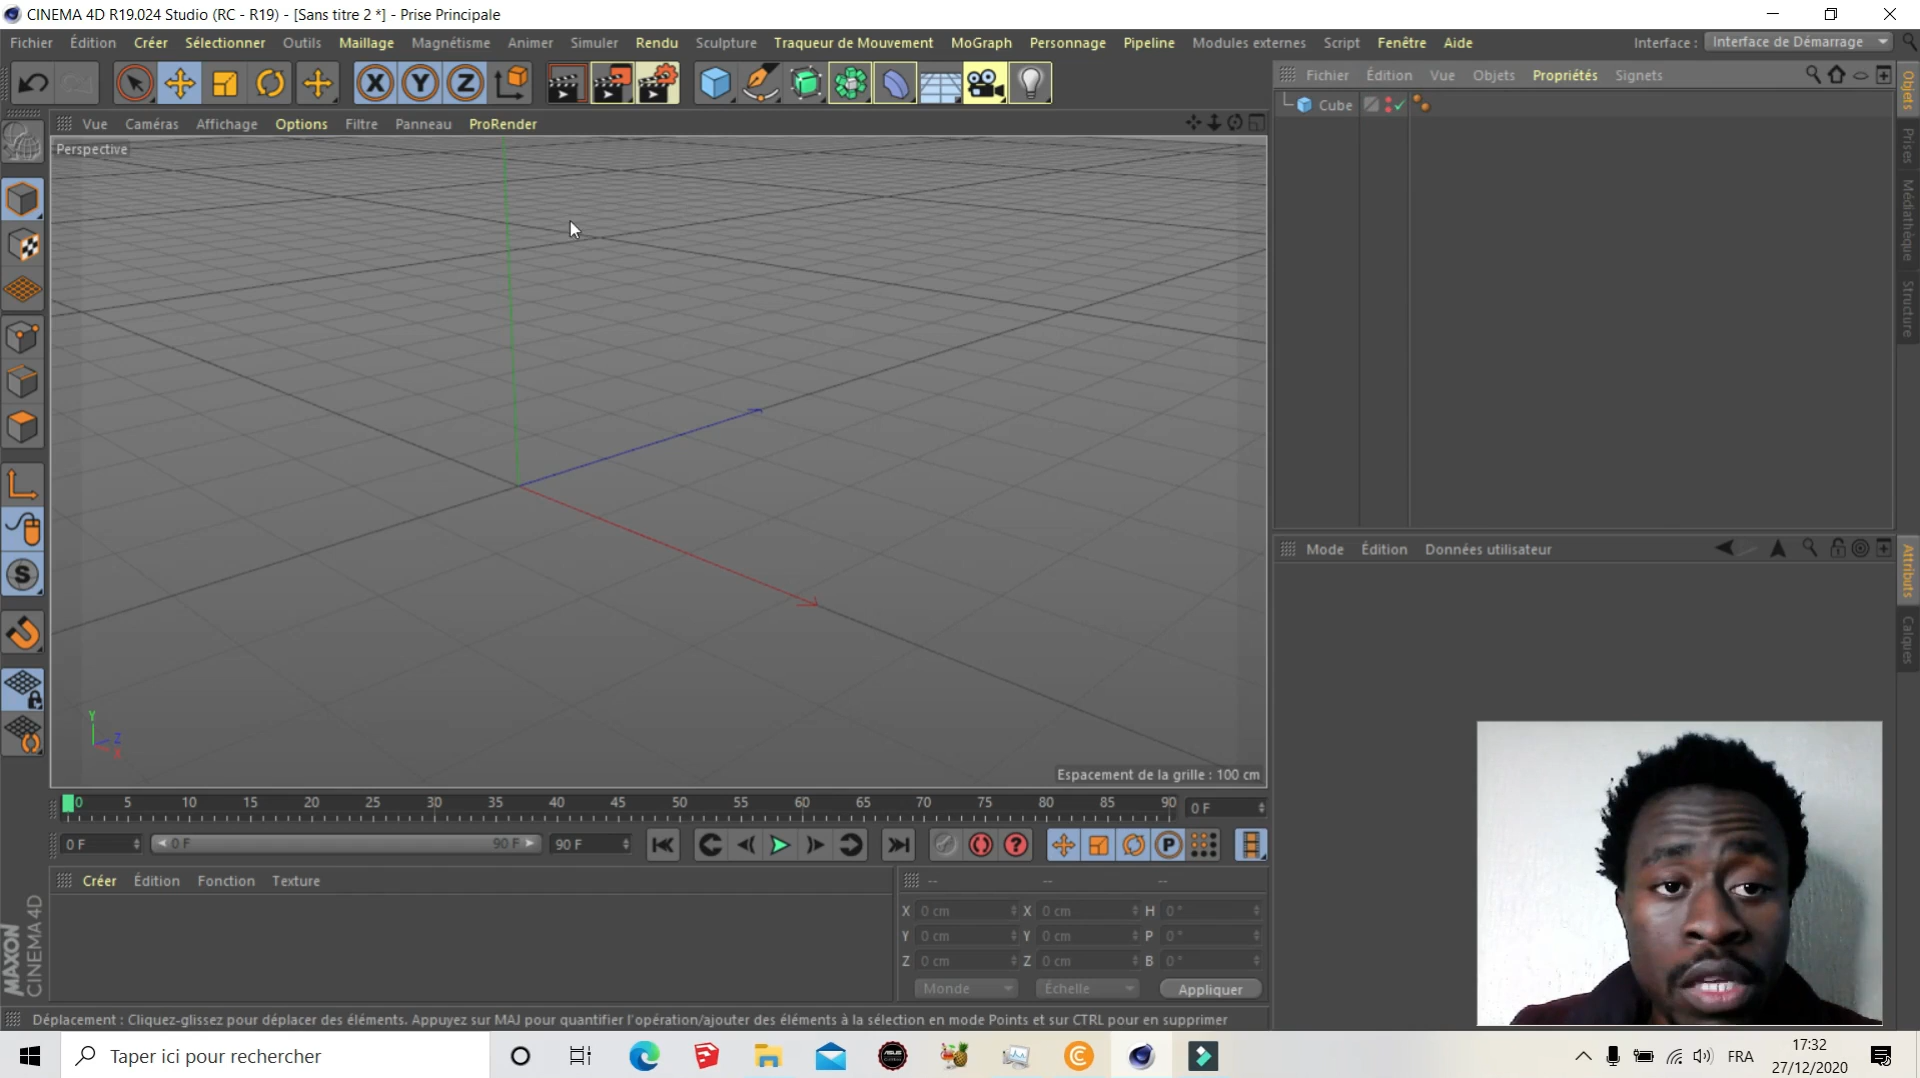 CINEMA 4D R19.024 Studio (RC - R19) - [Sans titre 2 *] - Prise Principale
Fichier Édition Créer Sélectionner Outils Maillage Magnétisme Animer Simuler Rendu Sculpture Traqueur de Mouvement MoGraph Personnage Pipeline Modules externes Script Fenêtre Aide Interface : Interface de Démarrage
X Y Z
Fichier Édition Vue Objets Propriétés Signets
Cube
Objets
Prises
Médiathèque
Structure
Vue Caméras Affichage Options Filtre Panneau ProRender
Perspective
Y
Z
X
Espacement de la grille : 100 cm
S
Mode Édition Données utilisateur
Attributs
Calques
0 5 10 15 20 25 30 35 40 45 50 55 60 65 70 75 80 85 90 0 F
0 F 0 F 90 F 90 F ? P
Créer Édition Fonction Texture
-- -- --
X 0 cm X 0 cm H 0 °
Y 0 cm Y 0 cm P 0 °
Z 0 cm Z 0 cm B 0 °
Monde Échelle Appliquer
MAXON
CINEMA 4D
Déplacement : Cliquez-glissez pour déplacer des éléments. Appuyez sur MAJ pour quantifier l'opération/ajouter des éléments à la sélection en mode Points et sur CTRL pour en supprimer
Taper ici pour rechercher
FRA
17:32
27/12/2020